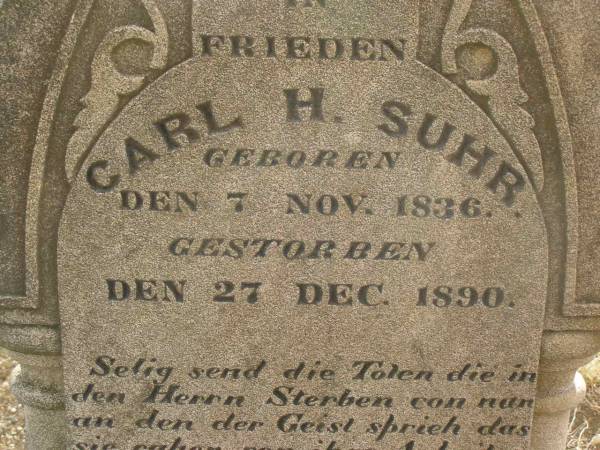 IN
FRIEDEN
CARL H. SUHR
GEBOREN
DEN 7 NOV. 1836.
GESTORBEN
DEN 27 DEC. 1890.
Selig send die Toten die in
den Herrn Sterben von nun
an den der Geist sprich das